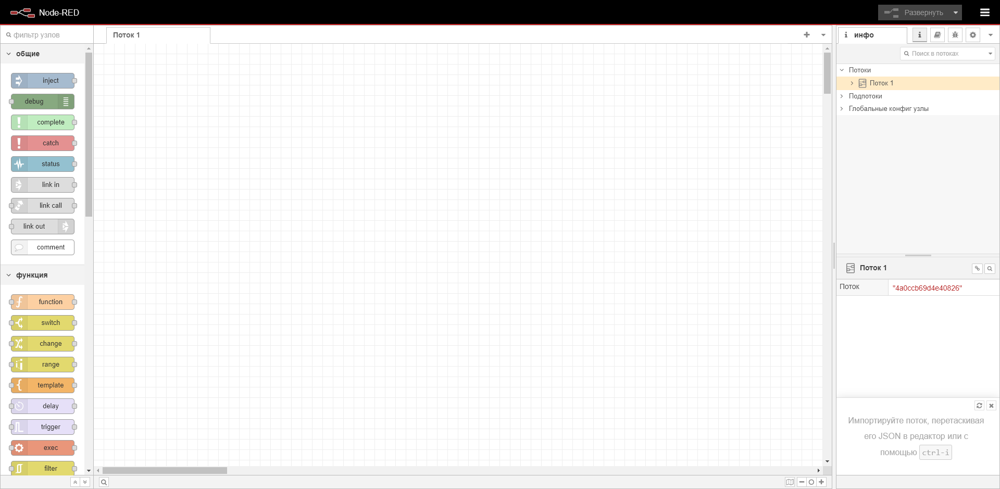 Node-RED
Развернуть
фильтр узлов
Поток 1
инфо
Поиск в потоках
общие
inject
debug
complete
catch
status
link in
link call
link out
comment
функция
function
switch
change
range
template
delay
trigger
exec
filter
Потоки
Поток 1
Подпотоки
Глобальные конфиг узлы
Поток 1
Поток "4a0ccb69d4e40826"
Импортируйте поток, перетаскивая
его JSON в редактор или с
помощью ctrl-i